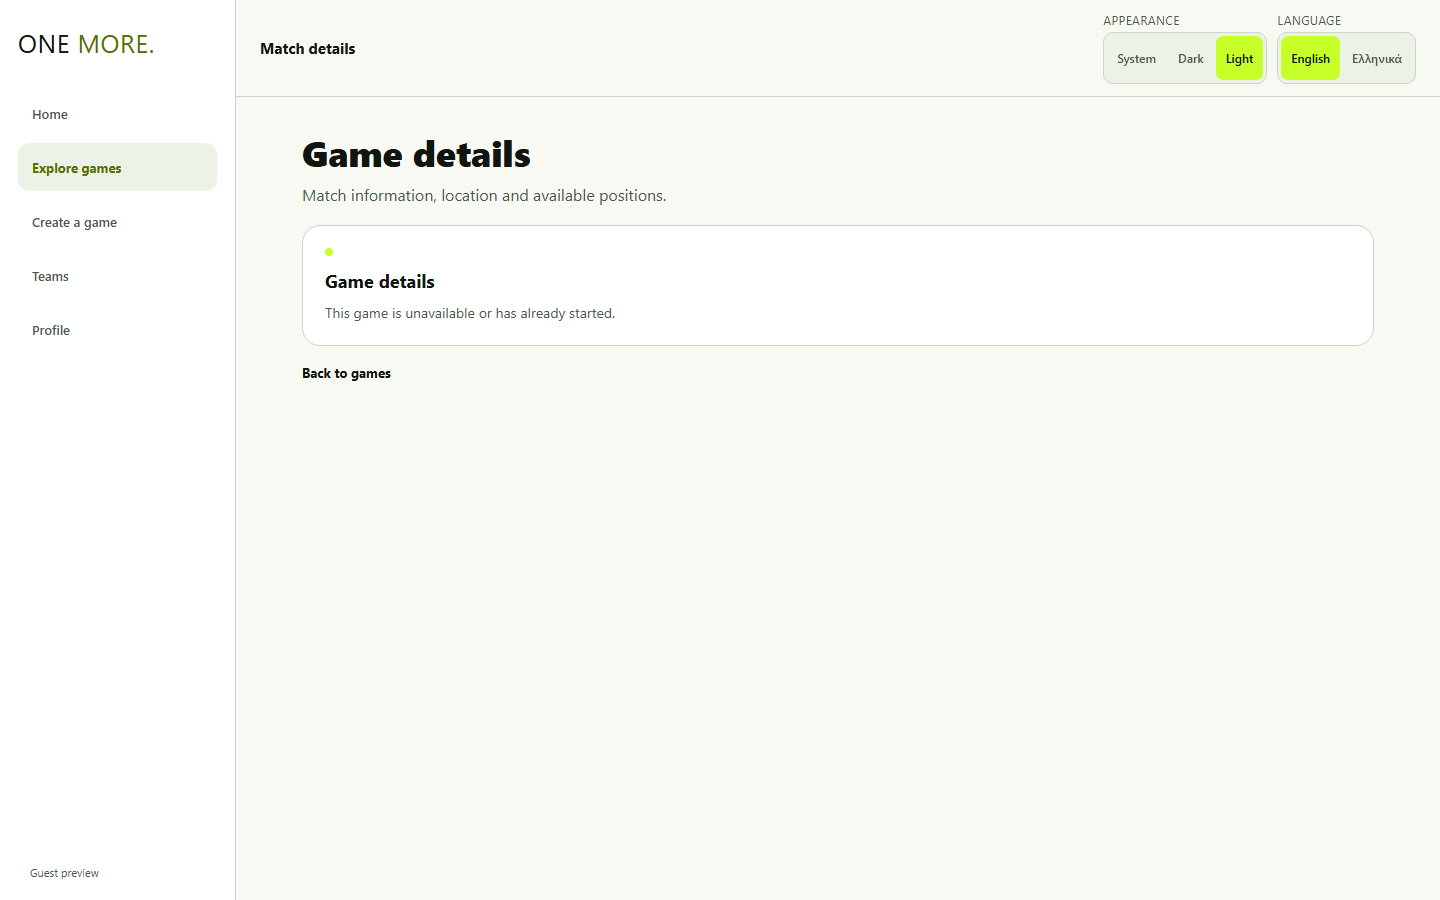 ONE MORE.
Home
Explore games
Create a game
Teams
Profile
Guest preview
Match details
APPEARANCE
System Dark Light
LANGUAGE
English Ελληνικά
Game details
Match information, location and available positions.
Game details
This game is unavailable or has already started.
Back to games